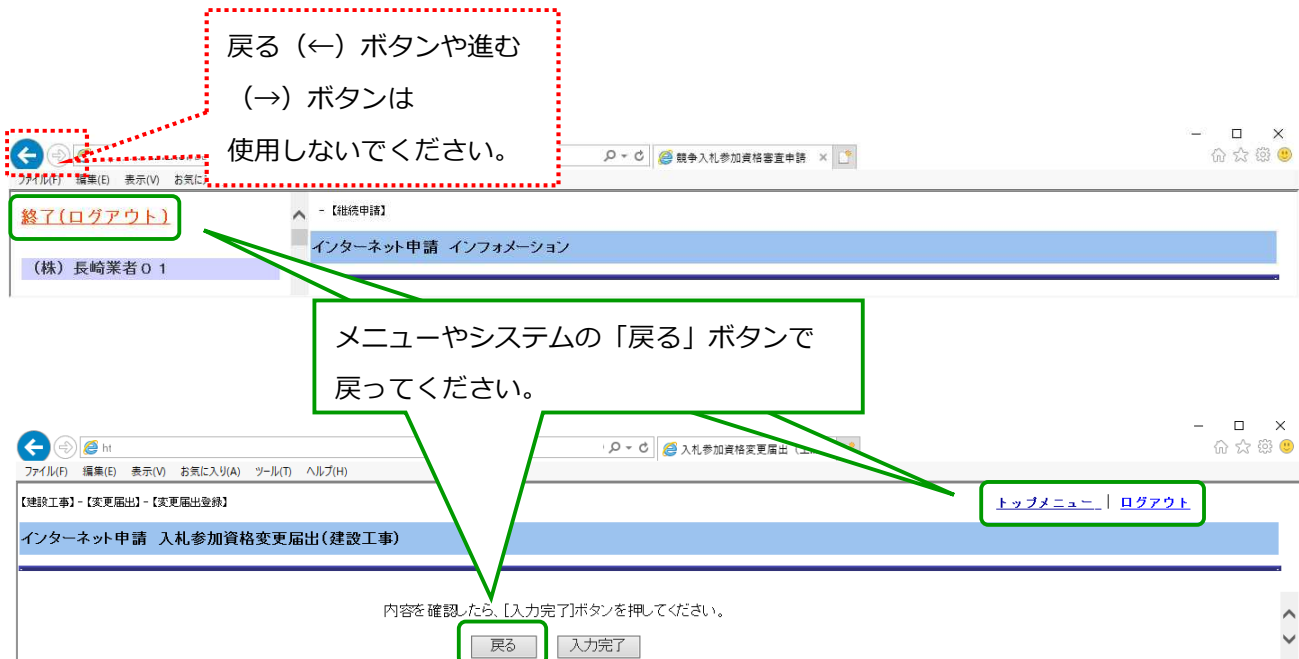 戻る（←）ボタンや進む
（→）ボタンは
使用しないでください。
競争入札参加資格審査申請
ファイル(F) 編集(E) 表示(V) お気に
終了(ログアウト)
－【継続申請】
インターネット申請 インフォメーション
（株）長崎業者０１
メニューやシステムの「戻る」ボタンで
戻ってください。
ht
入札参加資格変更届出
ファイル(F) 編集(E) 表示(V) お気に入り(A) ツール(T) ヘルプ(H)
【建設工事】－【変更届出】－【変更届出登録】
トップメニュー | ログアウト
インターネット申請 入札参加資格変更届出(建設工事)
内容を確認したら、[入力完了]ボタンを押してください。
戻る 入力完了